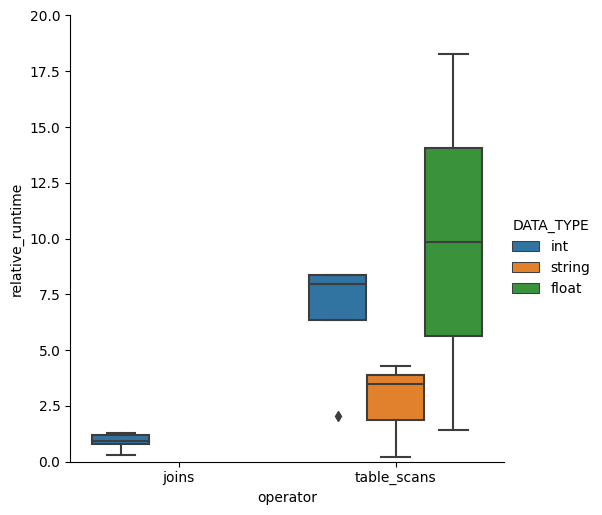 20.0
17.5
15.0
12.5
10.0
7.5
5.0
2.5
0.0
relative_runtime
joins
table_scans
operator
DATA_TYPE
int
string
float